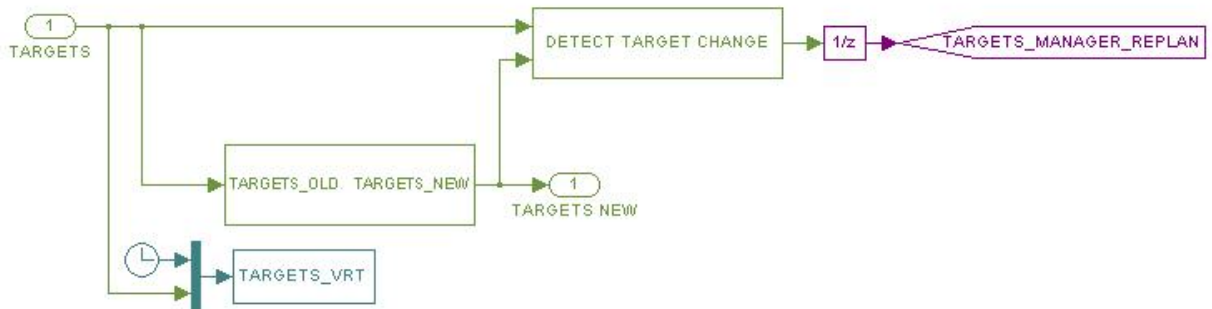 1
TARGETS
DETECT TARGET CHANGE
1/z
TARGETS_MANAGER_REPLAN
TARGETS_OLD TARGETS_NEW
1
TARGETS NEW
TARGETS_VRT